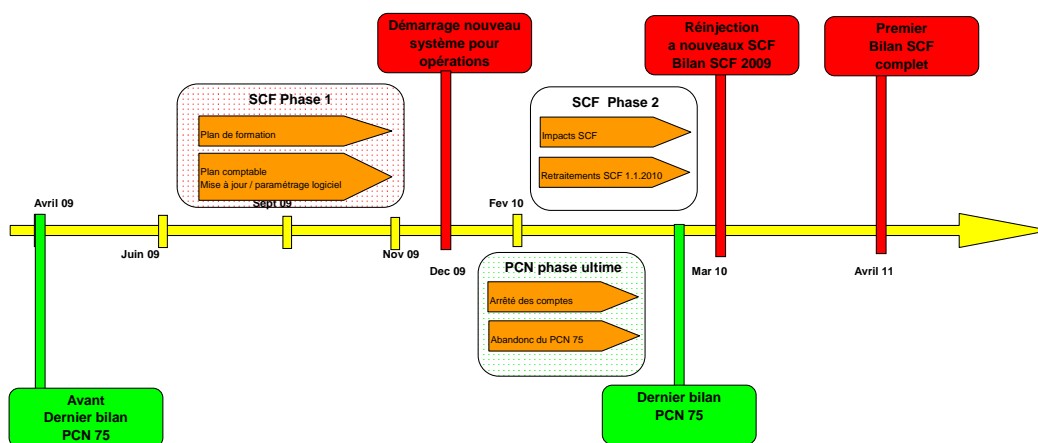 Démarrage nouveau
système pour
opérations
Réinjection
a nouveaux SCF
Bilan SCF 2009
Premier
Bilan SCF
complet
SCF Phase 1
Plan de formation
Plan comptable
Mise à jour / paramétrage logiciel
SCF Phase 2
Impacts SCF
Retraitements SCF 1.1.2010
Avril 09
Sept 09
Fev 10
Juin 09
Nov 09
Dec 09
Mar 10
Avril 11
PCN phase ultime
Arrêté des comptes
Abandonc du PCN 75
Avant
Dernier bilan
PCN 75
Dernier bilan
PCN 75